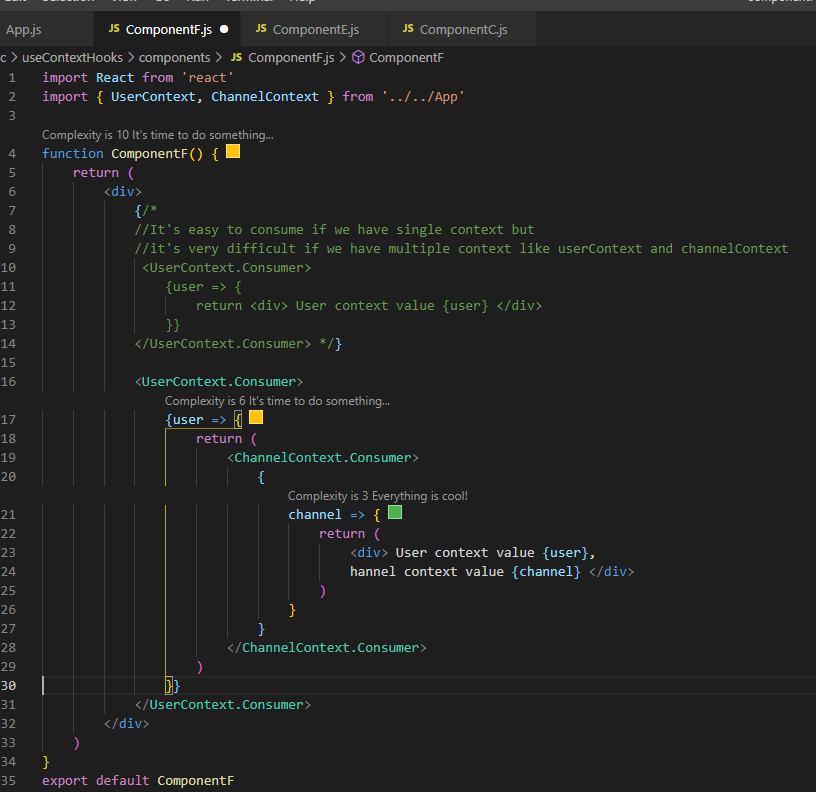 App.js JS ComponentF.js JS ComponentE.js JS ComponentC.js
c > useContextHooks > components > JS ComponentF.js > ComponentF
1 import React from 'react'
2 import { UserContext, ChannelContext } from '../../App'
3
Complexity is 10 It's time to do something...
4 function ComponentF() {
5 return (
6 <div>
7 {/*
8 //It's easy to consume if we have single context but
9 //it's very difficult if we have multiple context like userContext and channelContext
10 <UserContext.Consumer>
11 {user => {
12 return <div> User context value {user} </div>
13 }}
14 </UserContext.Consumer> */}
15
16 <UserContext.Consumer>
Complexity is 6 It's time to do something...
17 {user => {
18 return (
19 <ChannelContext.Consumer>
20 {
Complexity is 3 Everything is cool!
21 channel => {
22 return (
23 <div> User context value {user},
24 hannel context value {channel} </div>
25 )
26 }
27 }
28 </ChannelContext.Consumer>
29 )
30 }}
31 </UserContext.Consumer>
32 </div>
33 )
34 }
35 export default ComponentF